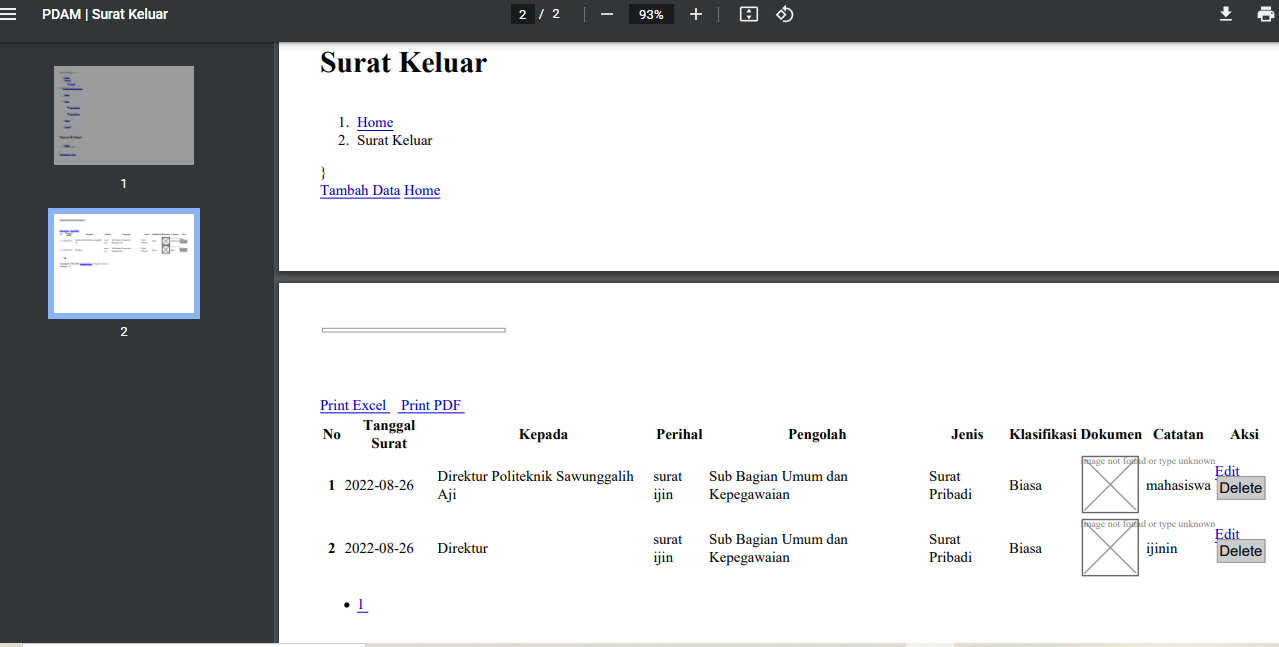 PDAM | Surat Keluar
2 / 2
93%
1
2
Surat Keluar
1. Home
2. Surat Keluar
}
Tambah Data Home
Print Excel Print PDF
No Tanggal Surat Kepada Perihal Pengolah Jenis Klasifikasi Dokumen Catatan Aksi
1 2022-08-26 Direktur Politeknik Sawunggalih Aji surat ijin Sub Bagian Umum dan Kepegawaian Surat Pribadi Biasa Image not found or type unknown mahasiswa Edit Delete
2 2022-08-26 Direktur surat ijin Sub Bagian Umum dan Kepegawaian Surat Pribadi Biasa Image not found or type unknown ijinin Edit Delete
• 1